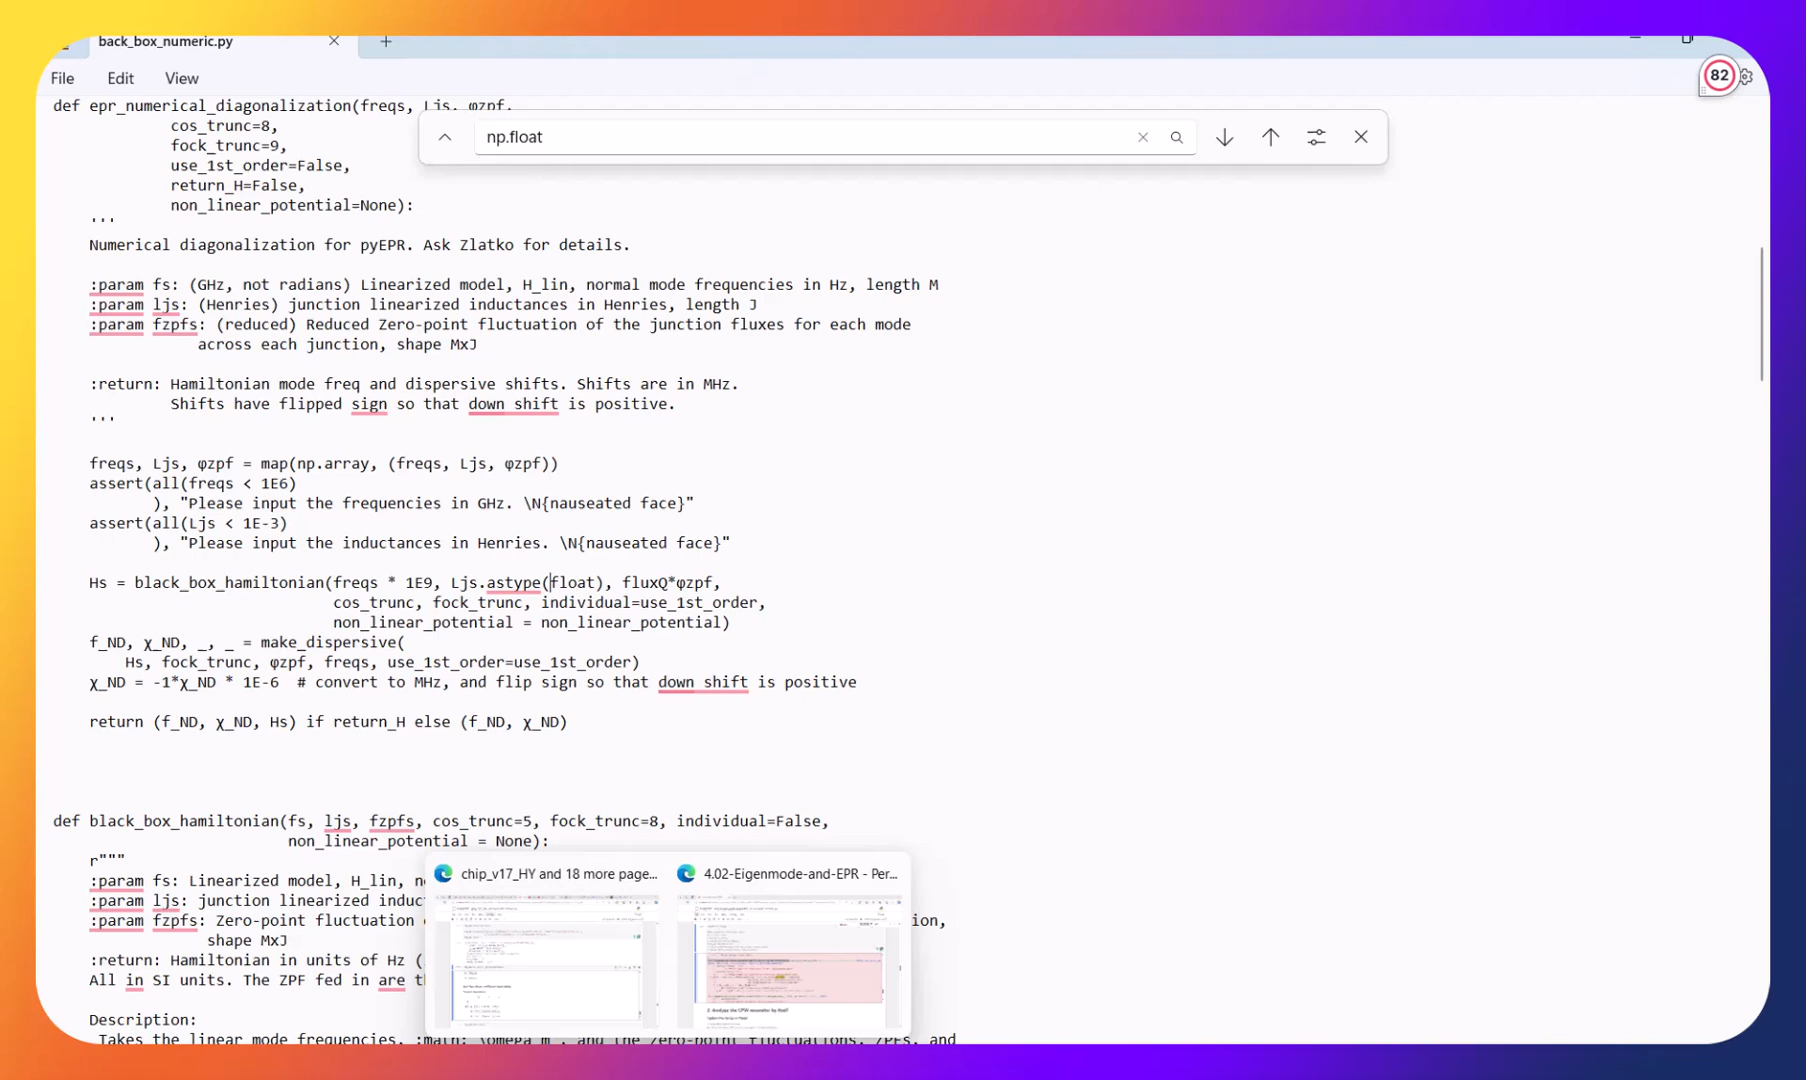 back_box_numeric.py
File Edit View
82
np.float
def epr_numerical_diagonalization(freqs, Ljs, φzpf,
cos_trunc=8,
fock_trunc=9,
use_1st_order=False,
return_H=False,
non_linear_potential=None):
'''
Numerical diagonalization for pyEPR. Ask Zlatko for details.
:param fs: (GHz, not radians) Linearized model, H_lin, normal mode frequencies in Hz, length M
:param ljs: (Henries) junction linearized inductances in Henries, length J
:param fzpfs: (reduced) Reduced Zero-point fluctuation of the junction fluxes for each mode
across each junction, shape MxJ
:return: Hamiltonian mode freq and dispersive shifts. Shifts are in MHz.
Shifts have flipped sign so that down shift is positive.
'''
freqs, Ljs, φzpf = map(np.array, (freqs, Ljs, φzpf))
assert(all(freqs < 1E6)
), "Please input the frequencies in GHz. \N{nauseated face}"
assert(all(Ljs < 1E-3)
), "Please input the inductances in Henries. \N{nauseated face}"
Hs = black_box_hamiltonian(freqs * 1E9, Ljs.astype(float), fluxQ*φzpf,
cos_trunc, fock_trunc, individual=use_1st_order,
non_linear_potential = non_linear_potential)
f_ND, χ_ND, _, _ = make_dispersive(
Hs, fock_trunc, φzpf, freqs, use_1st_order=use_1st_order)
χ_ND = -1*χ_ND * 1E-6 # convert to MHz, and flip sign so that down shift is positive
return (f_ND, χ_ND, Hs) if return_H else (f_ND, χ_ND)
def black_box_hamiltonian(fs, ljs, fzpfs, cos_trunc=5, fock_trunc=8, individual=False,
non_linear_potential = None):
r"""
:param fs: Linearized model, H_lin, n
:param ljs: junction linearized induc
:param fzpfs: Zero-point fluctuation
shape MxJ
:return: Hamiltonian in units of Hz (
All in SI units. The ZPF fed in are t
Description:
Takes the linear mode frequencies, and the zero-point fluctuations, ZPFs, and
chip_v17_HY and 18 more page...
4.02-Eigenmode-and-EPR - Per...